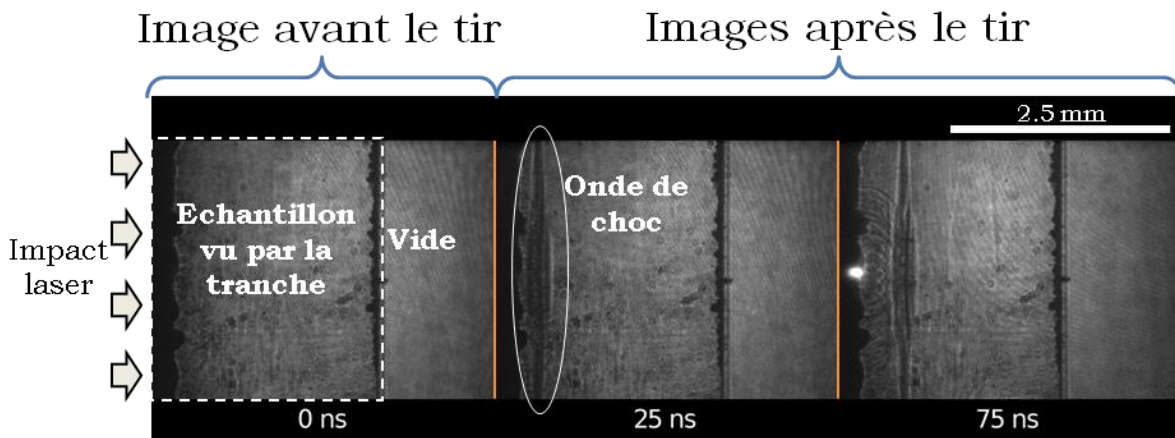 Image avant le tir
Images après le tir
2.5 mm
Impact
laser
Echantillon
vu par la
tranche
Vide
Onde de
choc
0 ns
25 ns
75 ns